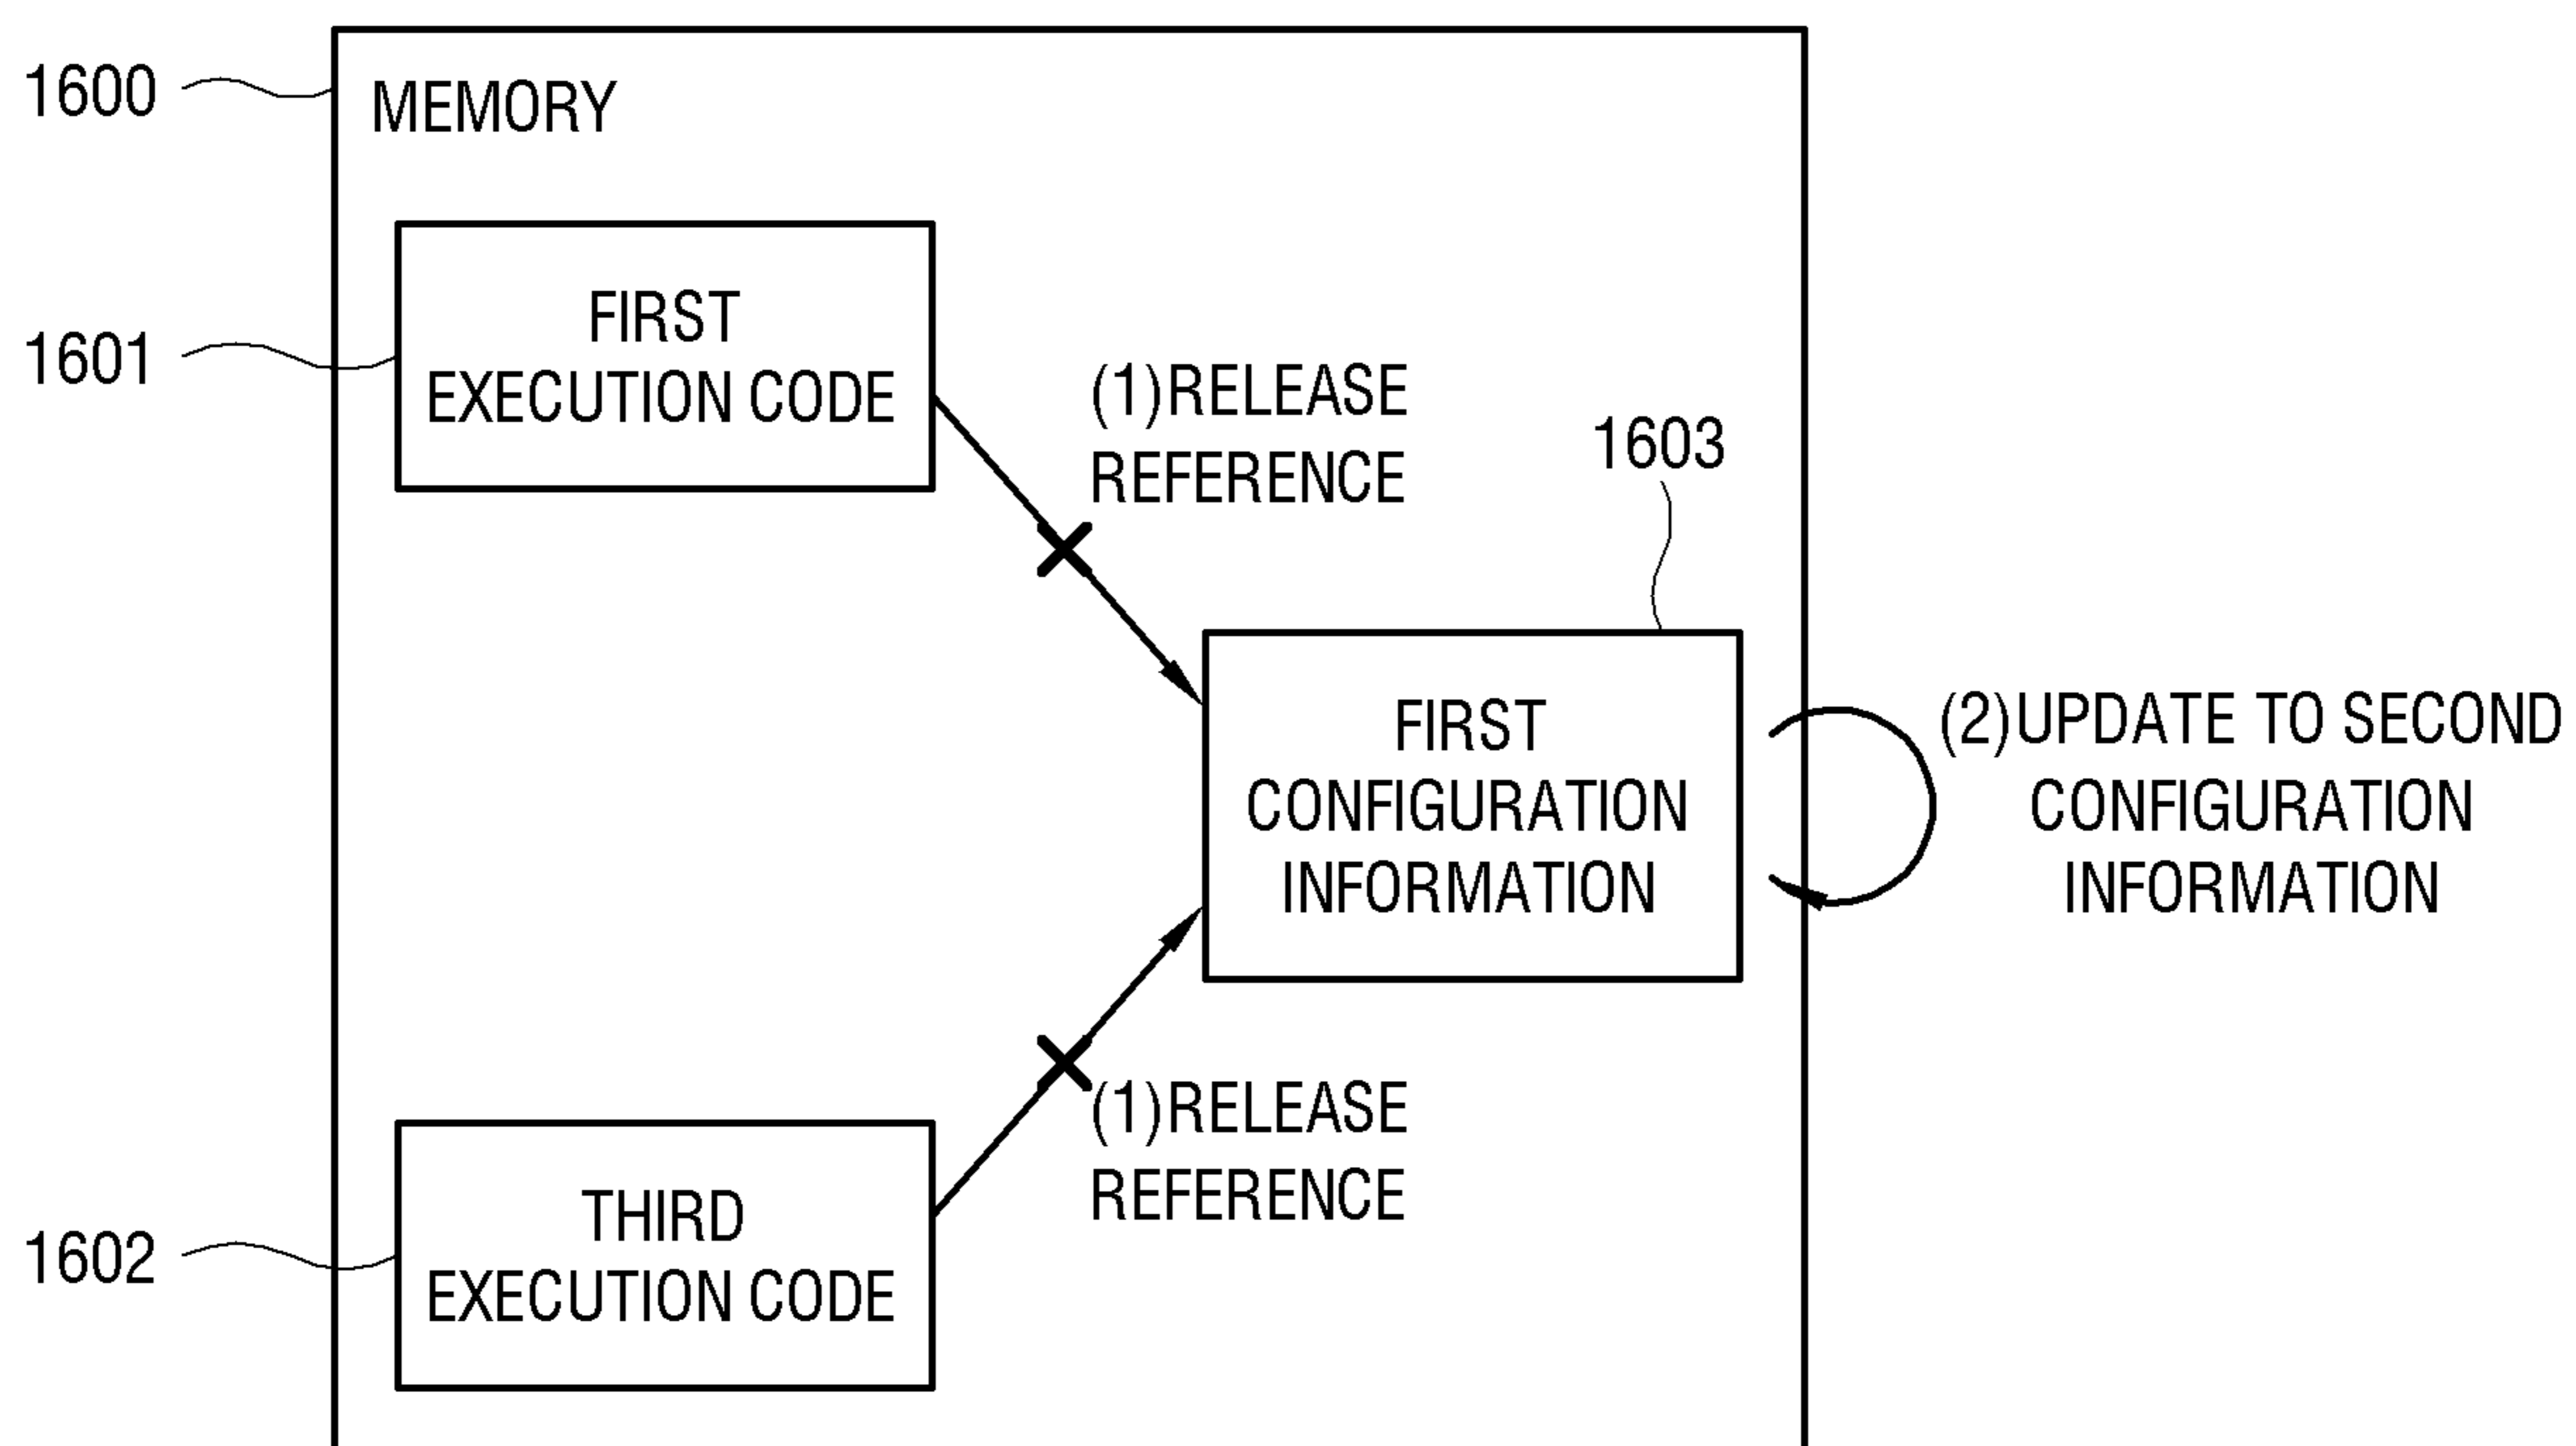 1600
MEMORY
1601
FIRST
EXECUTION CODE
(1)RELEASE
REFERENCE
1603
FIRST
CONFIGURATION
INFORMATION
(2)UPDATE TO SECOND
CONFIGURATION
INFORMATION
(1)RELEASE
REFERENCE
1602
THIRD
EXECUTION CODE